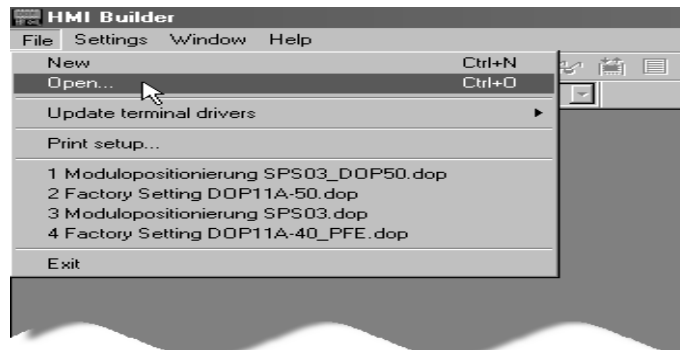 HMI Builder
File Settings Window Help
New Ctrl+N
Open... Ctrl+O
Update terminal drivers
Print setup...
1 Modulopositionierung SPS03_DOP50.dop
2 Factory Setting DOP11A-50.dop
3 Modulopositionierung SPS03.dop
4 Factory Setting DOP11A-40_PFE.dop
Exit